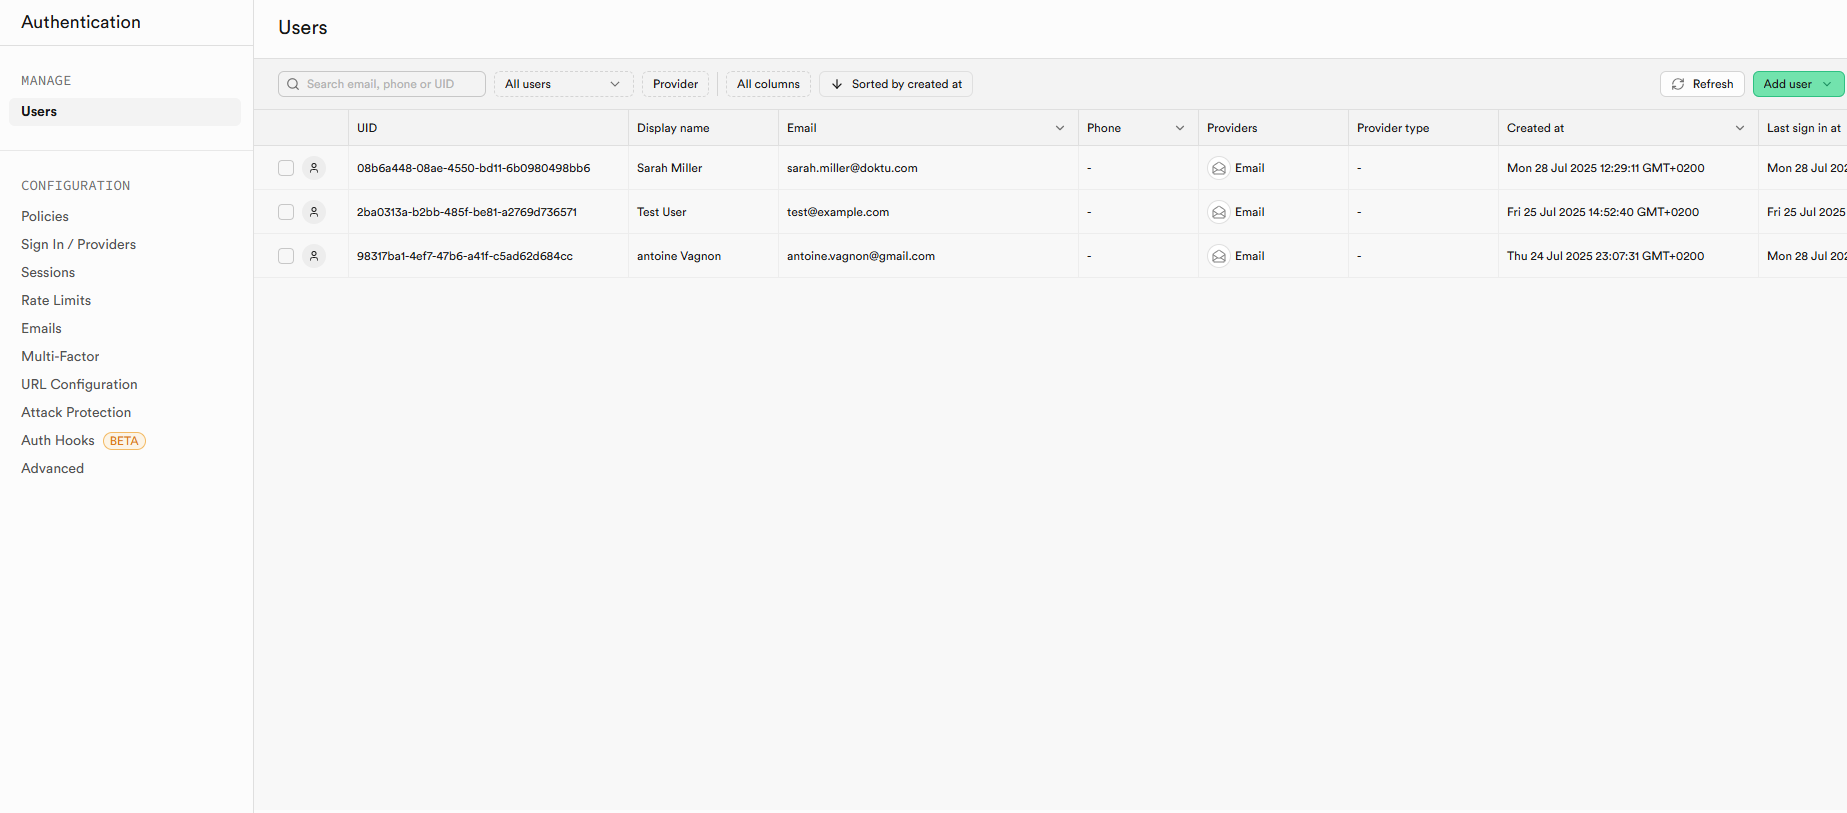 Authentication
MANAGE
Users
CONFIGURATION
Policies
Sign In / Providers
Sessions
Rate Limits
Emails
Multi-Factor
URL Configuration
Attack Protection
Auth Hooks BETA
Advanced
Users
Search email, phone or UID All users Provider All columns Sorted by created at Refresh Add user
UID Display name Email Phone Providers Provider type Created at Last sign in at
08b6a448-08ae-4550-bd11-6b0980498bb6 Sarah Miller sarah.miller@doktu.com - Email - Mon 28 Jul 2025 12:29:11 GMT+0200 Mon 28 Jul 202
2ba0313a-b2bb-485f-be81-a2769d736571 Test User test@example.com - Email - Fri 25 Jul 2025 14:52:40 GMT+0200 Fri 25 Jul 2025
98317ba1-4ef7-47b6-a41f-c5ad62d684cc antoine Vagnon antoine.vagnon@gmail.com - Email - Thu 24 Jul 2025 23:07:31 GMT+0200 Mon 28 Jul 202